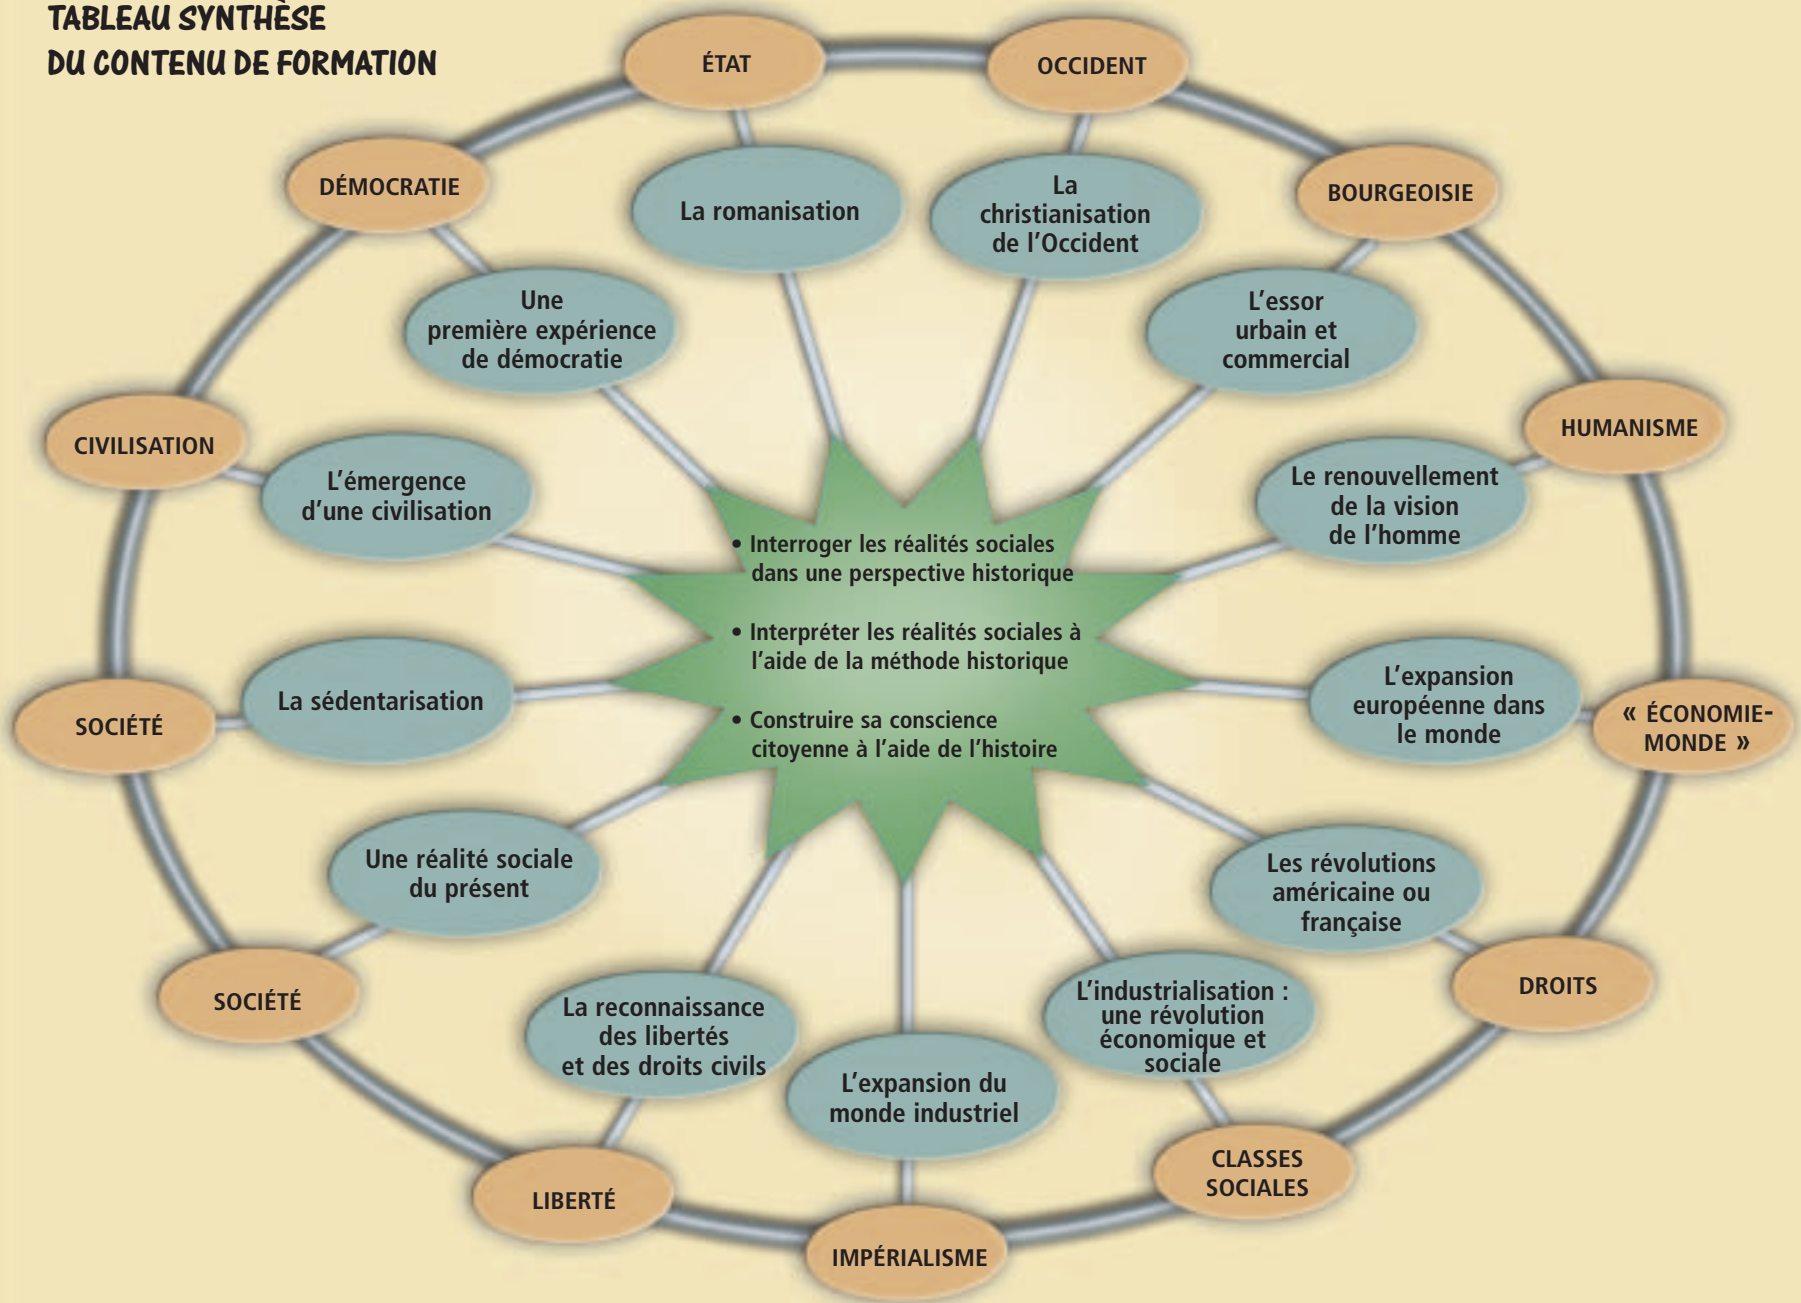 TABLEAU SYNTHÈSE
DU CONTENU DE FORMATION
ÉTAT
OCCIDENT
DÉMOCRATIE
BOURGEOISIE
La romanisation
La
christianisation
de l'Occident
Une
première expérience
de démocratie
L'essor
urbain et
commercial
CIVILISATION
HUMANISME
L'émergence
d'une civilisation
Le renouvellement
de la vision
de l'homme
• Interroger les réalités sociales
dans une perspective historique
• Interpréter les réalités sociales à
l'aide de la méthode historique
• Construire sa conscience
citoyenne à l'aide de l'histoire
SOCIÉTÉ
La sédentarisation
L'expansion
européenne dans
le monde
« ÉCONOMIE-
MONDE »
Une réalité sociale
du présent
Les révolutions
américaine ou
française
SOCIÉTÉ
DROITS
La reconnaissance
des libertés
et des droits civils
L'expansion du
monde industriel
L'industrialisation :
une révolution
économique et
sociale
LIBERTÉ
IMPÉRIALISME
CLASSES
SOCIALES